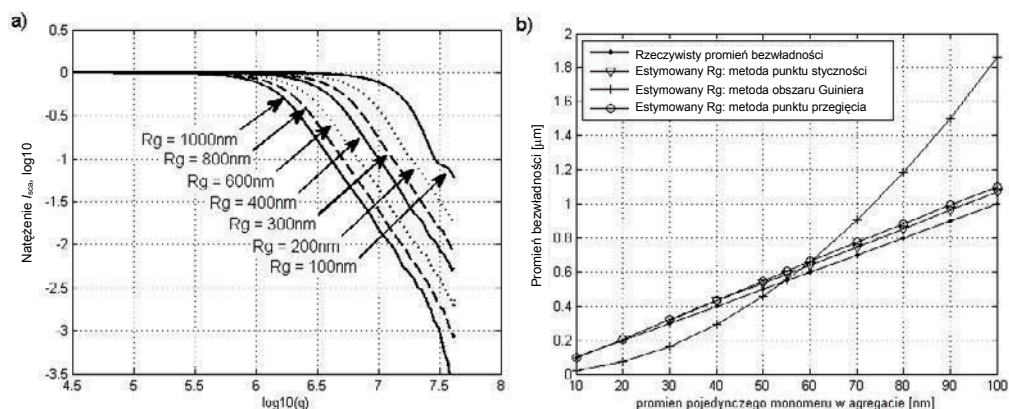 a)
0.5
0
-0.5
-1
-1.5
-2
-2.5
-3
-3.5
Natężenie Isca, log10
Rg = 1000nm
Rg = 800nm
Rg = 600nm
Rg = 400nm
Rg = 300nm
Rg = 200nm
Rg = 100nm
4.5 5 5.5 6 6.5 7 7.5 8
log10(q)
b)
2
1.8
1.6
1.4
1.2
1
0.8
0.6
0.4
0.2
0
Promień bezwładności [μm]
Rzeczywisty promień bezwładności
Estymowany Rg: metoda punktu styczności
Estymowany Rg: metoda obszaru Guiniera
Estymowany Rg: metoda punktu przegięcia
10 20 30 40 50 60 70 80 90 100
promien pojedynczego monomeru w agregacie [nm]